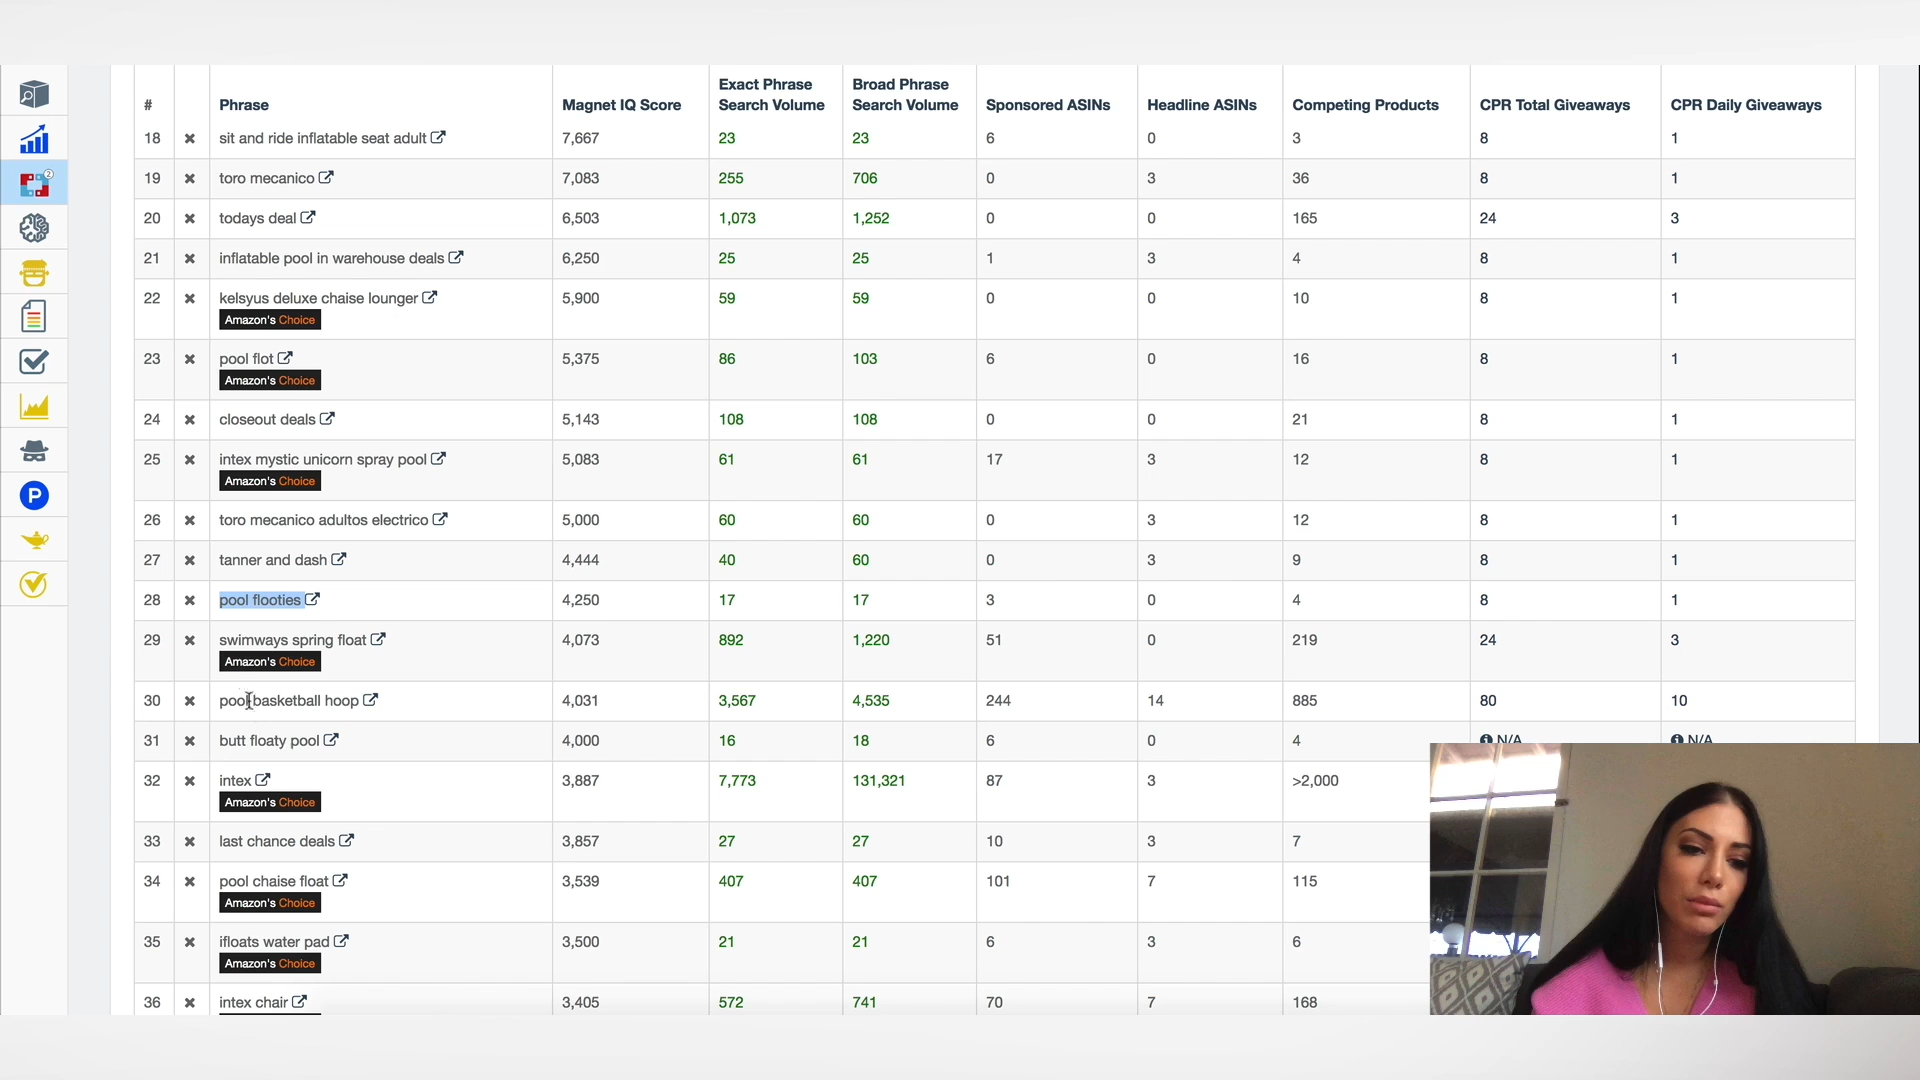 # Phrase Magnet IQ Score Exact Phrase Search Volume Broad Phrase Search Volume Sponsored ASINs Headline ASINs Competing Products CPR Total Giveaways CPR Daily Giveaways
18 ✖ sit and ride inflatable seat adult 7,667 23 23 6 0 3 8 1
19 ✖ toro mecanico 7,083 255 706 0 3 36 8 1
20 ✖ todays deal 6,503 1,073 1,252 0 0 165 24 3
21 ✖ inflatable pool in warehouse deals 6,250 25 25 1 3 4 8 1
22 ✖ kelsyus deluxe chaise lounger 5,900 59 59 0 0 10 8 1
Amazon's Choice
23 ✖ pool flot 5,375 86 103 6 0 16 8 1
Amazon's Choice
24 ✖ closeout deals 5,143 108 108 0 0 21 8 1
25 ✖ intex mystic unicorn spray pool 5,083 61 61 17 3 12 8 1
Amazon's Choice
26 ✖ toro mecanico adultos electrico 5,000 60 60 0 3 12 8 1
27 ✖ tanner and dash 4,444 40 60 0 3 9 8 1
28 ✖ pool flooties 4,250 17 17 3 0 4 8 1
29 ✖ swimways spring float 4,073 892 1,220 51 0 219 24 3
Amazon's Choice
30 ✖ pool basketball hoop 4,031 3,567 4,535 244 14 885 80 10
31 ✖ butt floaty pool 4,000 16 18 6 0 4 N/A N/A
32 ✖ intex 3,887 7,773 131,321 87 3 >2,000
Amazon's Choice
33 ✖ last chance deals 3,857 27 27 10 3 7
34 ✖ pool chaise float 3,539 407 407 101 7 115
Amazon's Choice
35 ✖ ifloats water pad 3,500 21 21 6 3 6
Amazon's Choice
36 ✖ intex chair 3,405 572 741 70 7 168
2
P